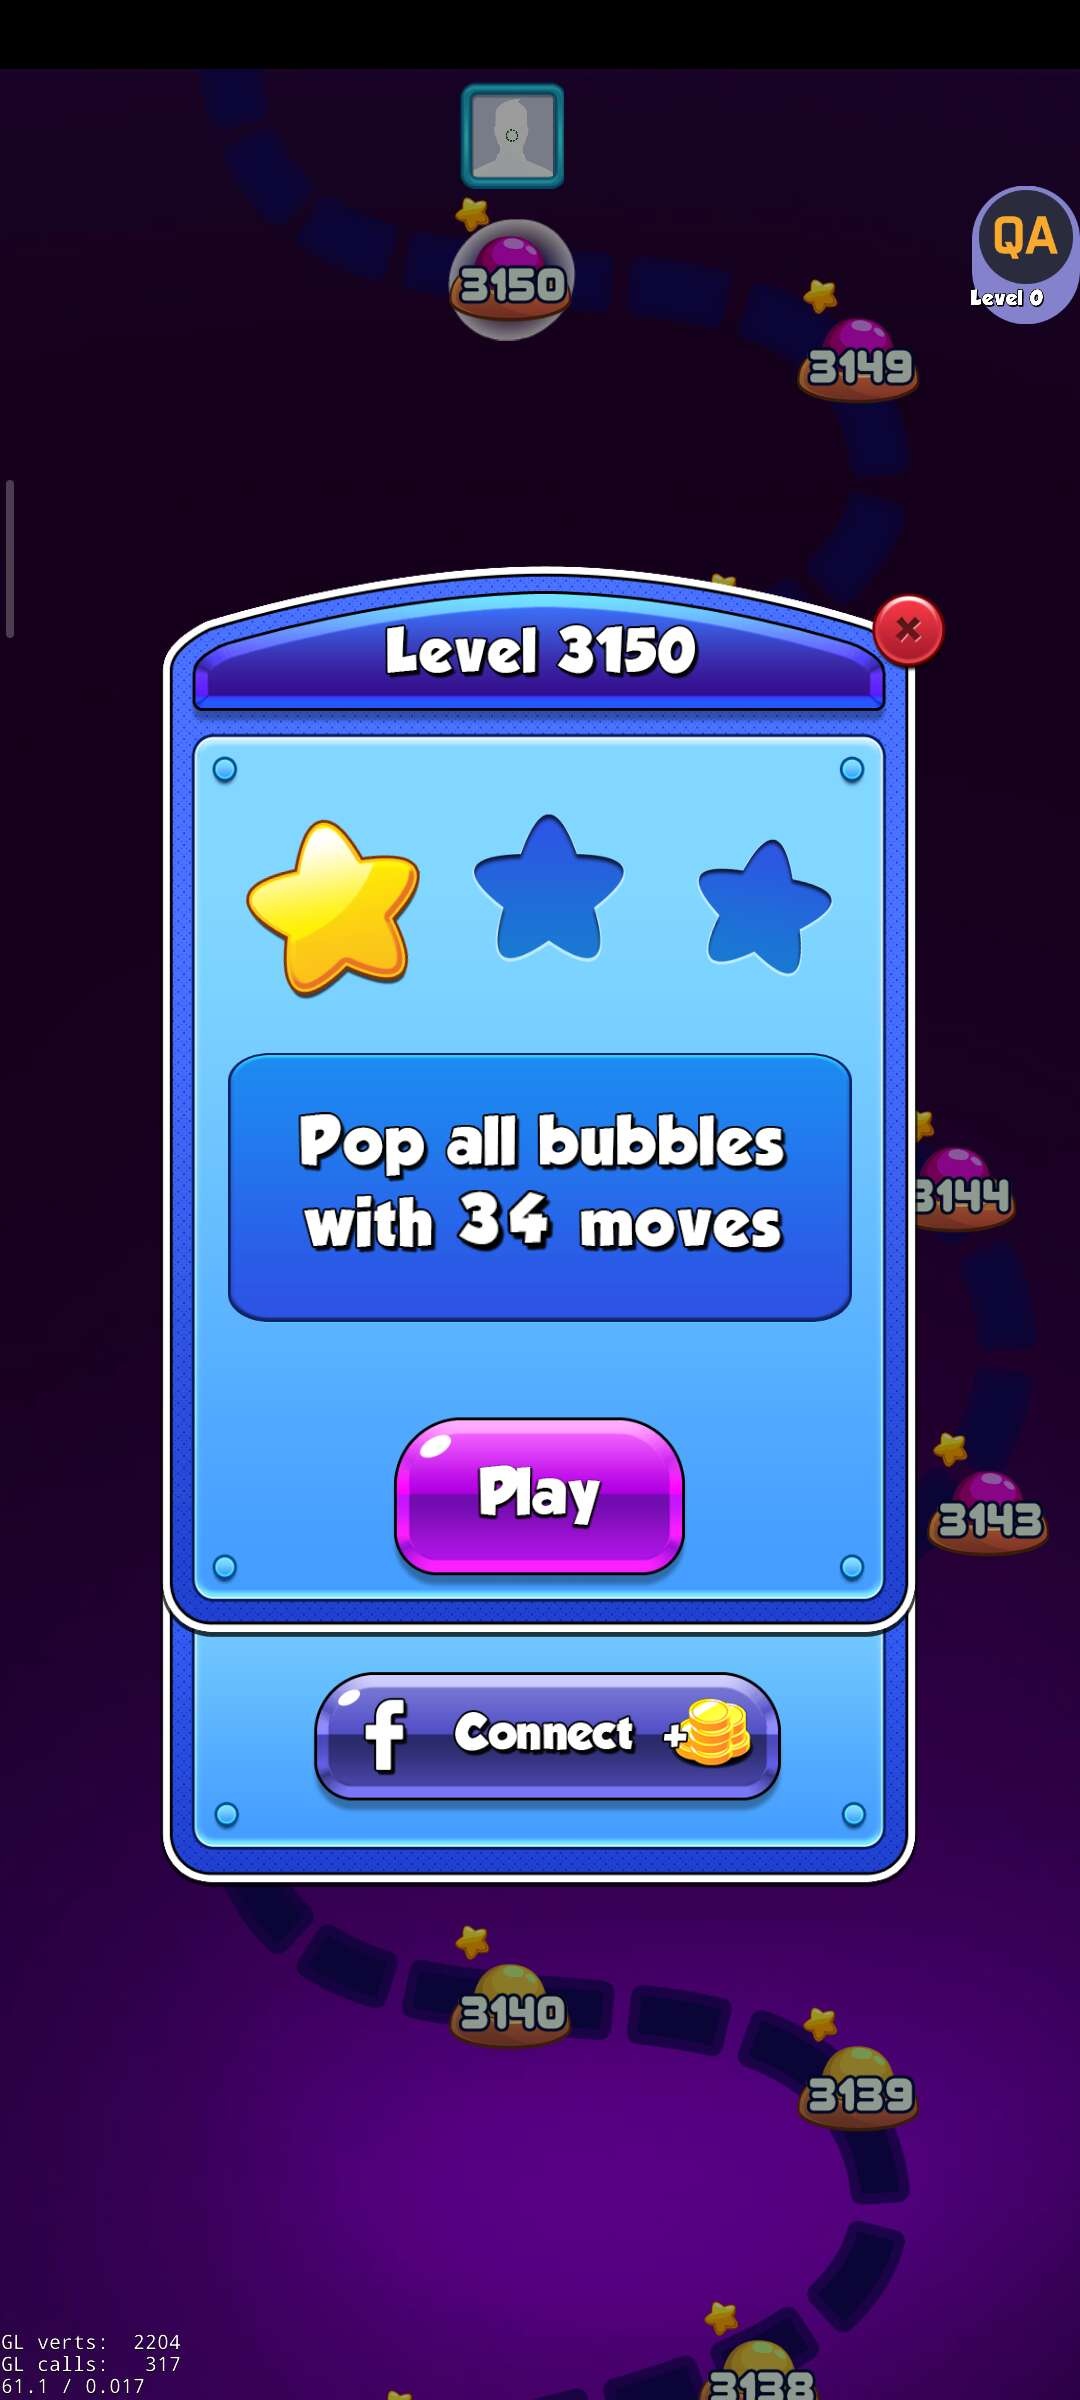 3150
QA
Level 0
3149
Level 3150
Pop all bubbles
with 34 moves
3144
Play
3143
f Connect +
3140
3139
GL verts: 2204
GL calls: 317
61.1 / 0.017
3138